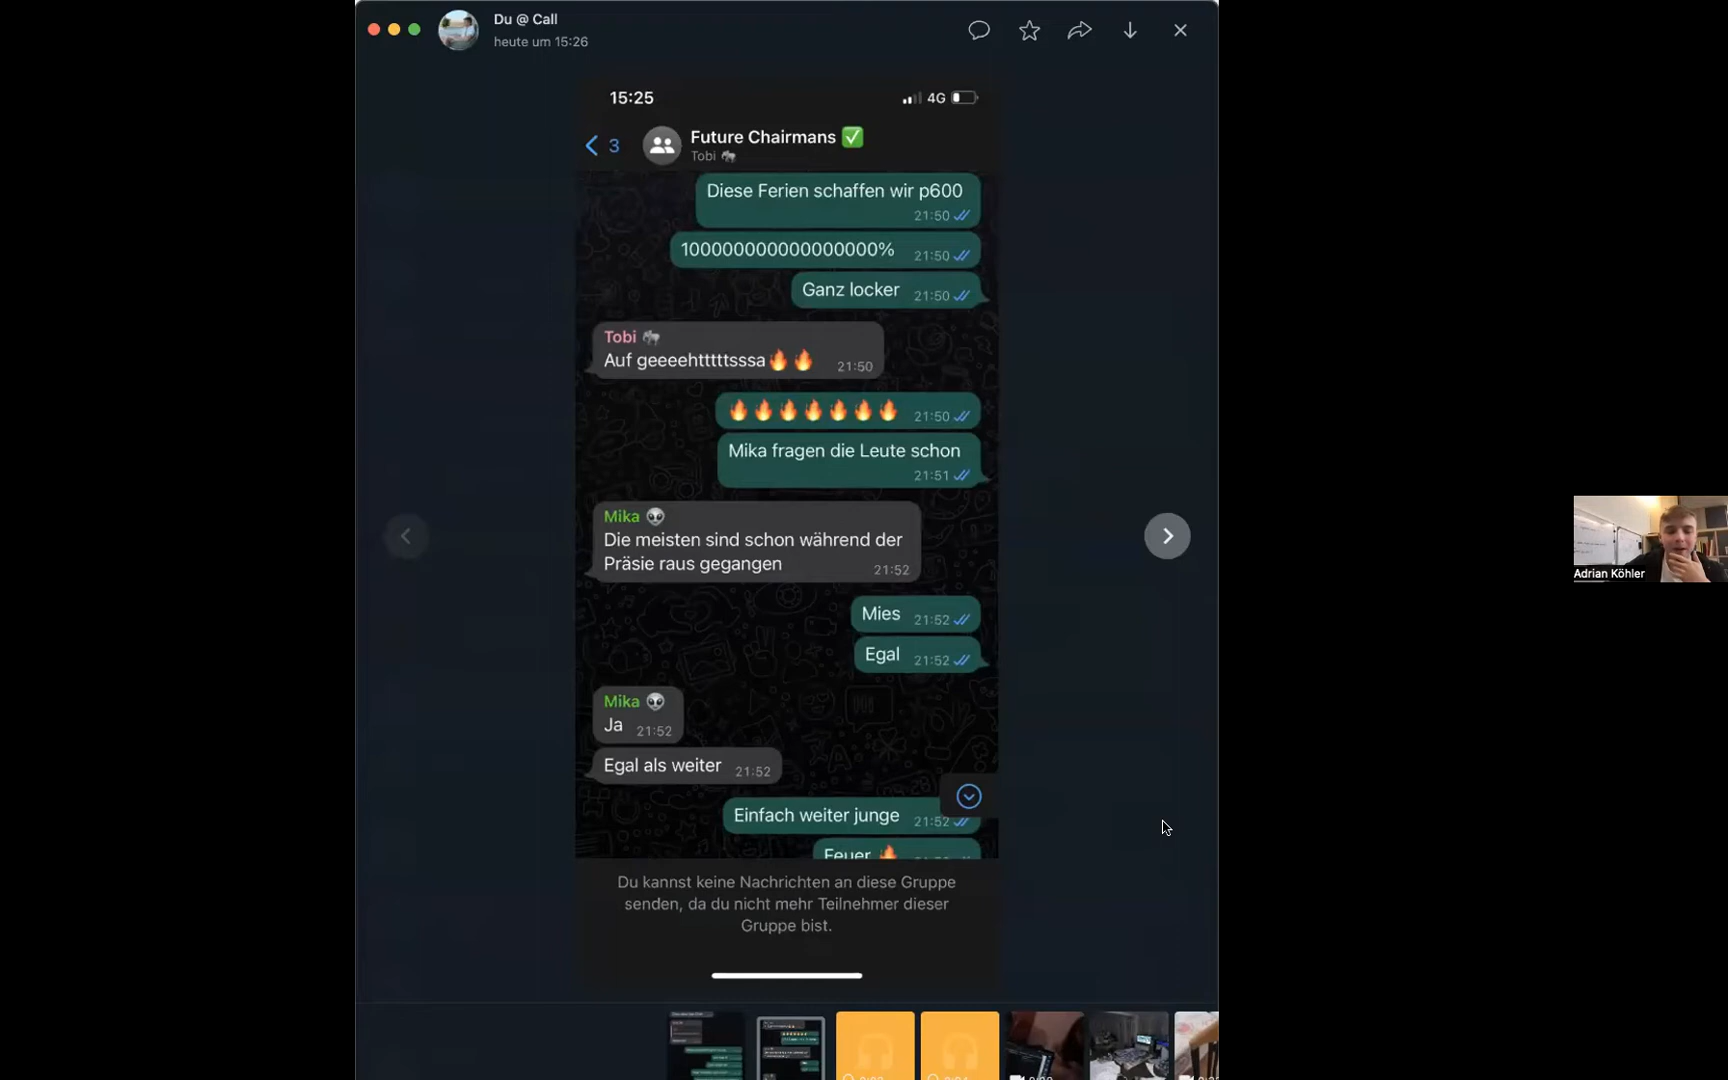 Du @ Call
heute um 15:26
15:25
4G
3
Future Chairmans ✅
Tobi 🐘
Diese Ferien schaffen wir p600
21:50
1000000000000000000% 21:50
Ganz locker 21:50
Tobi 🐘
Auf geeeehtttttsssa🔥🔥 21:50
🔥🔥🔥🔥🔥🔥🔥 21:50
Mika fragen die Leute schon
21:51
Mika 👽
Die meisten sind schon während der
Präsie raus gegangen 21:52
Mies 21:52
Egal 21:52
Mika 👽
Ja 21:52
Egal als weiter 21:52
Einfach weiter junge 21:52
Feuer 🔥
Du kannst keine Nachrichten an diese Gruppe
senden, da du nicht mehr Teilnehmer dieser
Gruppe bist.
Adrian Köhler